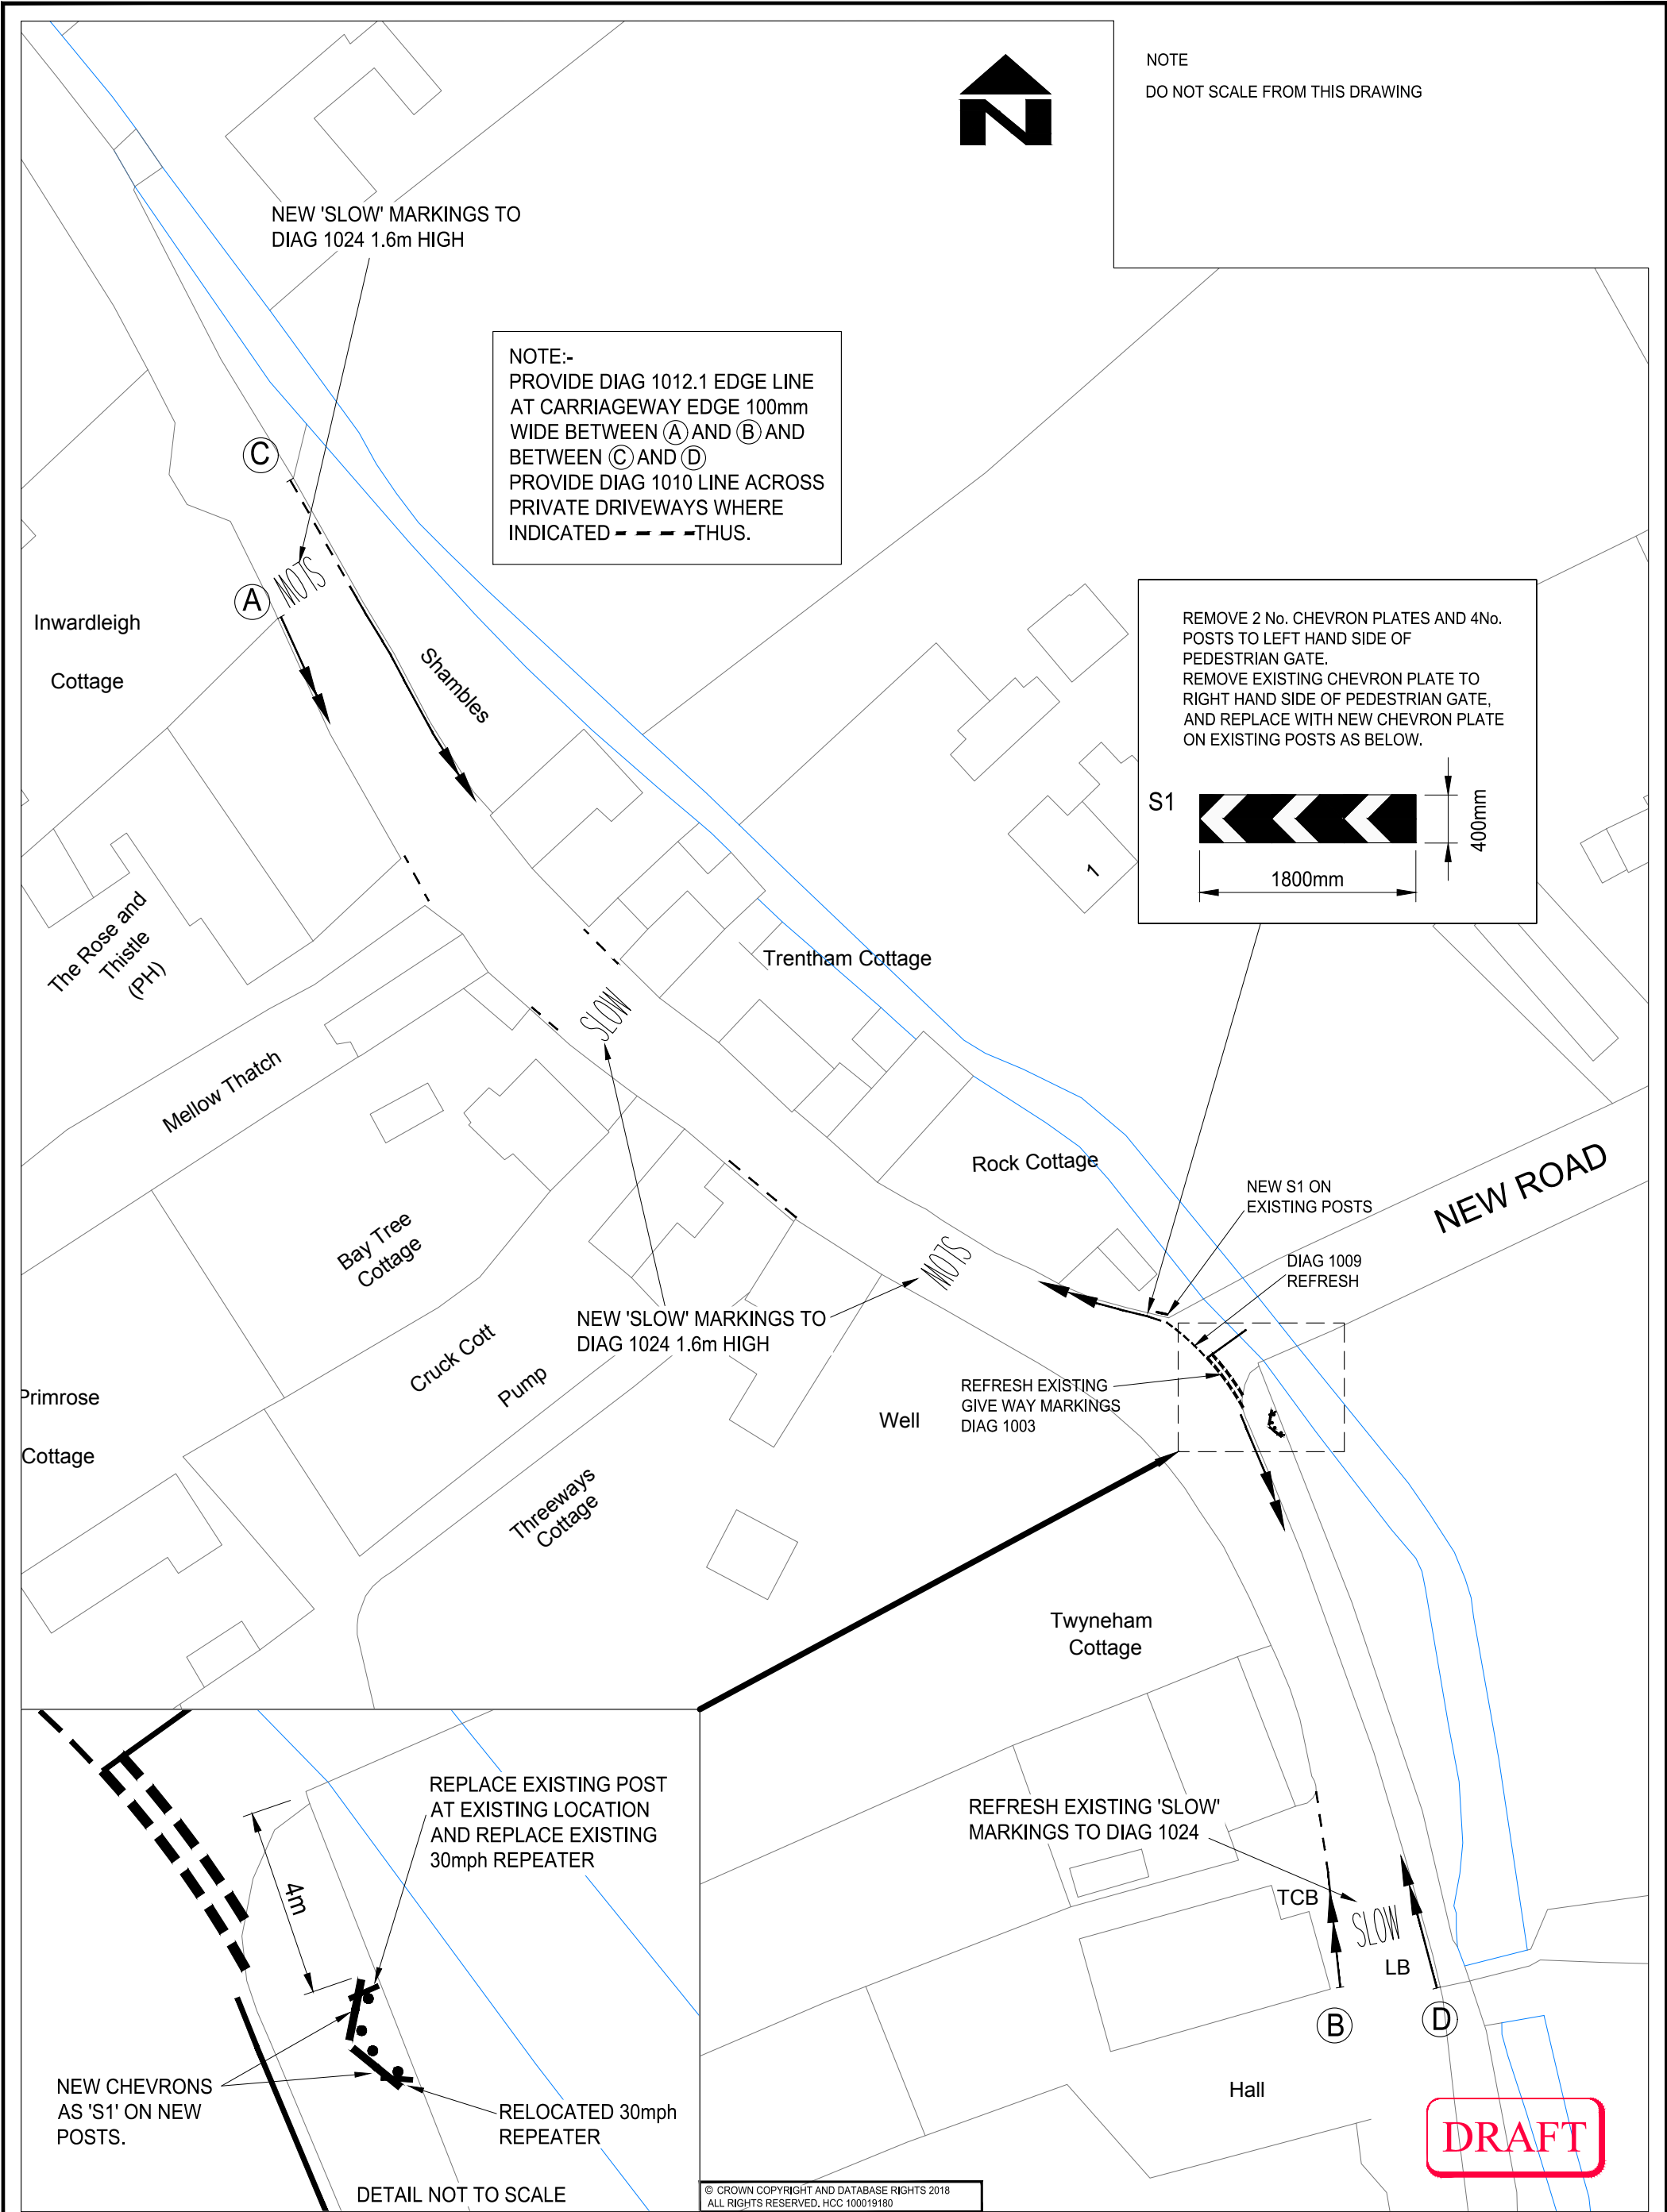 NOTE
DO NOT SCALE FROM THIS DRAWING
N
NEW 'SLOW' MARKINGS TO
DIAG 1024 1.6m HIGH
NOTE:-
PROVIDE DIAG 1012.1 EDGE LINE
AT CARRIAGEWAY EDGE 100mm
WIDE BETWEEN A AND B AND
BETWEEN C AND D
PROVIDE DIAG 1010 LINE ACROSS
PRIVATE DRIVEWAYS WHERE
INDICATED THUS.
C
SLOW
A
Inwardleigh
Cottage
Shambles
REMOVE 2 No. CHEVRON PLATES AND 4No.
POSTS TO LEFT HAND SIDE OF
PEDESTRIAN GATE.
REMOVE EXISTING CHEVRON PLATE TO
RIGHT HAND SIDE OF PEDESTRIAN GATE,
AND REPLACE WITH NEW CHEVRON PLATE
ON EXISTING POSTS AS BELOW.
S1
400mm
1800mm
1
The Rose and
Thistle
(PH)
Trentham Cottage
SLOW
Mellow Thatch
Rock Cottage
NEW ROAD
NEW S1 ON
EXISTING POSTS
Bay Tree
Cottage
SLOW
DIAG 1009
REFRESH
NEW 'SLOW' MARKINGS TO
DIAG 1024 1.6m HIGH
Cruck Cott
Pump
Primrose
Cottage
REFRESH EXISTING
GIVE WAY MARKINGS
DIAG 1003
Well
Threeways
Cottage
Twyneham
Cottage
REFRESH EXISTING 'SLOW'
MARKINGS TO DIAG 1024
TCB
SLOW
LB
B
D
Hall
REPLACE EXISTING POST
AT EXISTING LOCATION
AND REPLACE EXISTING
30mph REPEATER
4m
NEW CHEVRONS
AS 'S1' ON NEW
POSTS.
RELOCATED 30mph
REPEATER
DETAIL NOT TO SCALE
© CROWN COPYRIGHT AND DATABASE RIGHTS 2018
ALL RIGHTS RESERVED. HCC 100019180
DRAFT